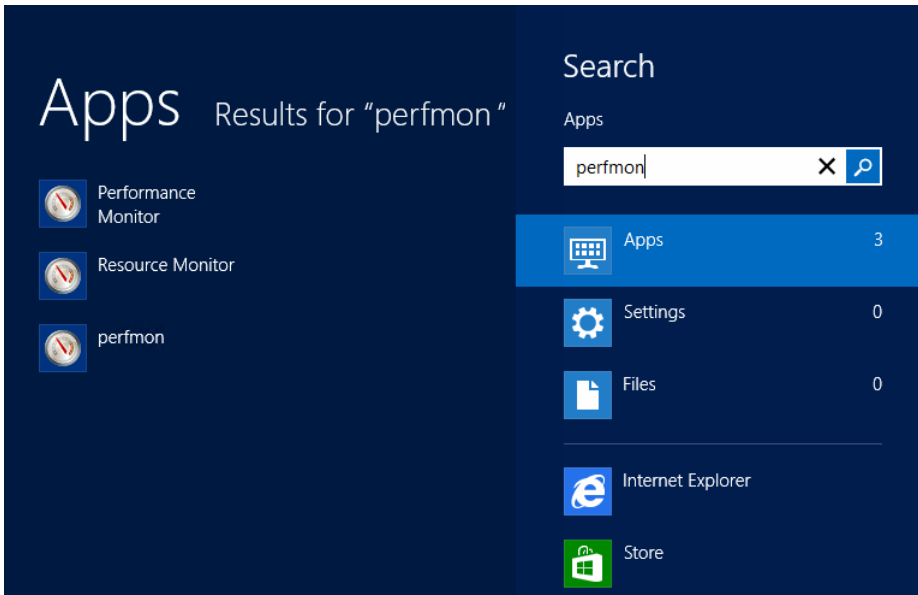 Apps Results for “perfmon “
Performance
Monitor
Resource Monitor
perfmon
Search
Apps
perfmon
Apps 3
Settings 0
Files 0
Internet Explorer
Store